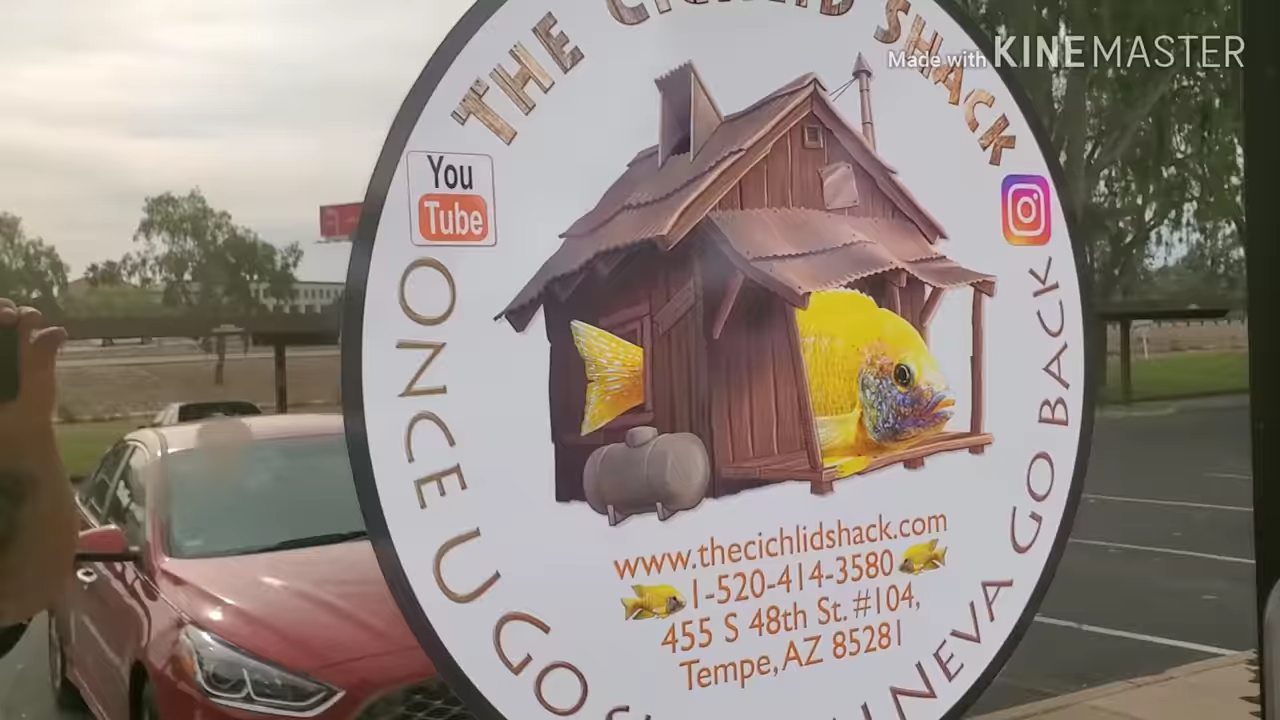 THE CICHLID SHACK
Made with KINEMASTER
You
Tube
ONCE U GO
U NEVA GO BACK
www.thecichlidshack.com
1-520-414-3580
455 S 48th St. #104,
Tempe, AZ 85281